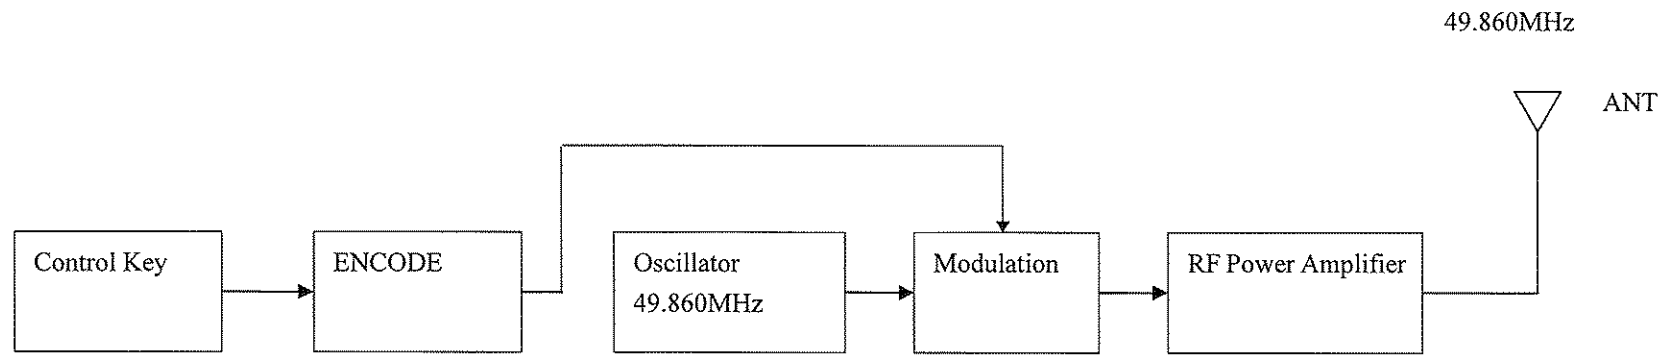 49.860MHz
ANT
Control Key
ENCODE
Oscillator
49.860MHz
Modulation
RF Power Amplifier